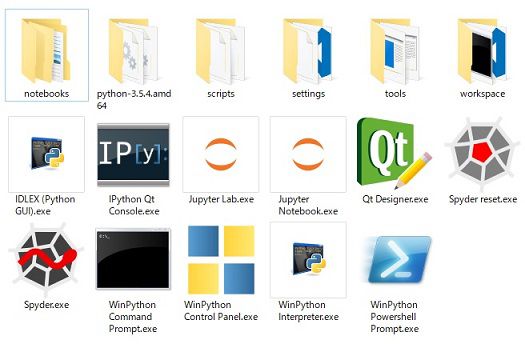 notebooks
python-3.5.4.amd
64
scripts
settings
tools
workspace
IDLEX (Python
GUI).exe
IP[y]:
IPython Qt
Console.exe
Jupyter Lab.exe
Jupyter
Notebook.exe
Qt
Qt Designer.exe
Spyder reset.exe
Spyder.exe
C:\_
WinPython
Command
Prompt.exe
WinPython
Control Panel.exe
WinPython
Interpreter.exe
WinPython
Powershell
Prompt.exe